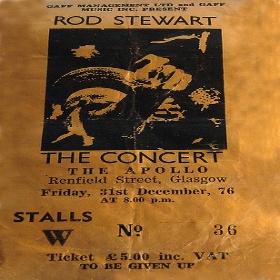 GAFF MANAGEMENT LTD and GAFF
MUSIC INC. PRESENT
ROD STEWART
THE CONCERT
THE APOLLO
Renfield Street, Glasgow
Friday, 31st December, 76
AT 8.00 p.m.
STALLS
W Nº 36
Ticket £5.00 inc. VAT
TO BE GIVEN UP